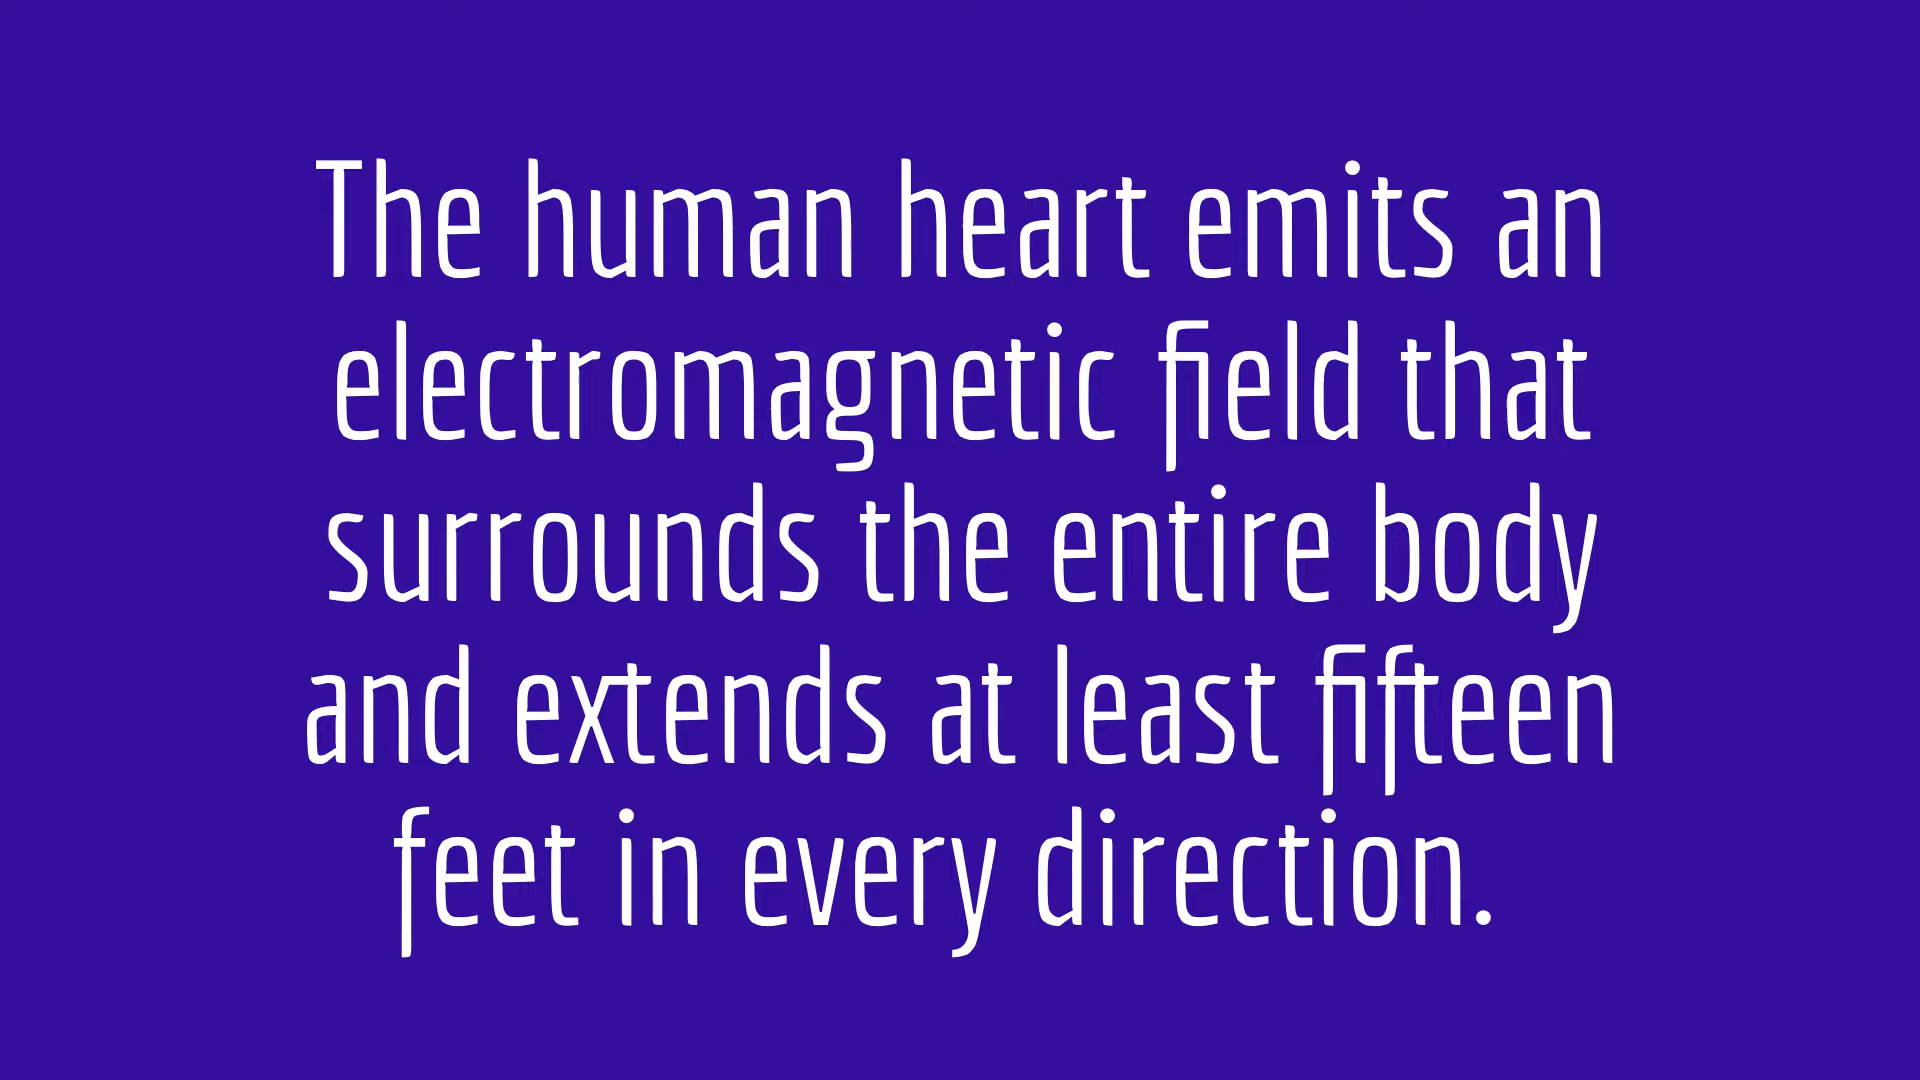 The human heart emits an
electromagnetic field that
surrounds the entire body
and extends at least fifteen
feet in every direction.